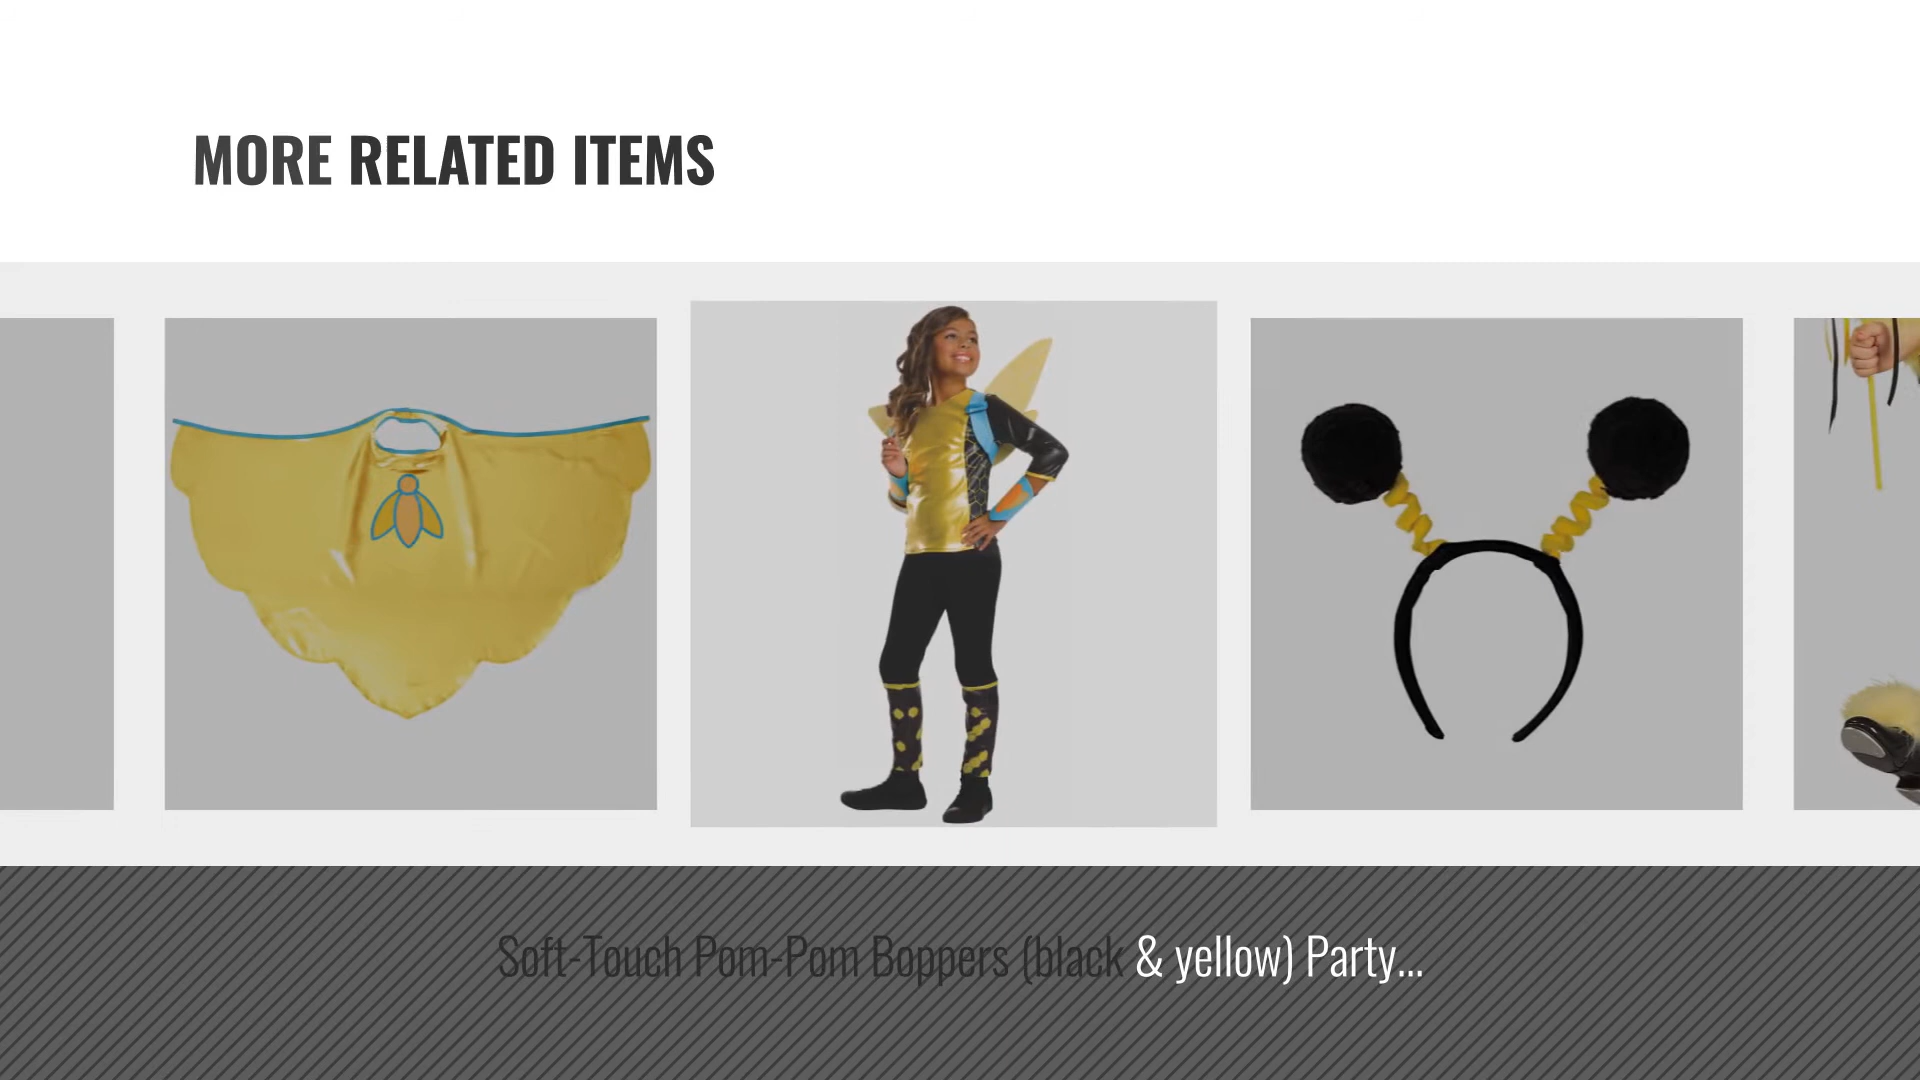 MORE RELATED ITEMS
Soft-Touch Pom-Pom Boppers (black & yellow) Party...